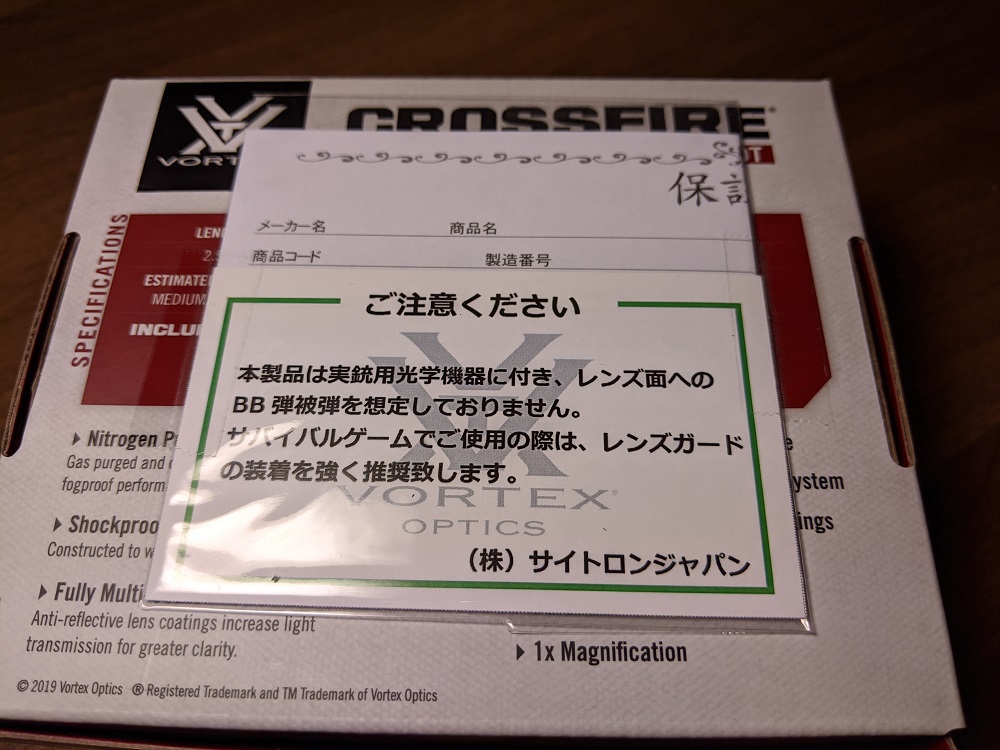 VORTEX
CROSSFIRE
保証
メーカー名 商品名
商品コード 製造番号
SPECIFICATIONS
ESTIMATED
MEDIUM
ご注意ください
本製品は実銃用光学機器に付き、レンズ面への
BB 弾被弾を想定しておりません。
サバイバルゲームでご使用の際は、レンズガード
の装着を強く推奨致します。
VORTEX®
OPTICS
(株) サイトロンジャパン
Nitrogen
Gas purged and
fogproof
Constructed to
Fully
Anti-reflective lens coatings increase light
transmission for greater clarity.
1x Magnification
© 2019 Vortex Optics ® Registered Trademark and TM Trademark of Vortex Optics